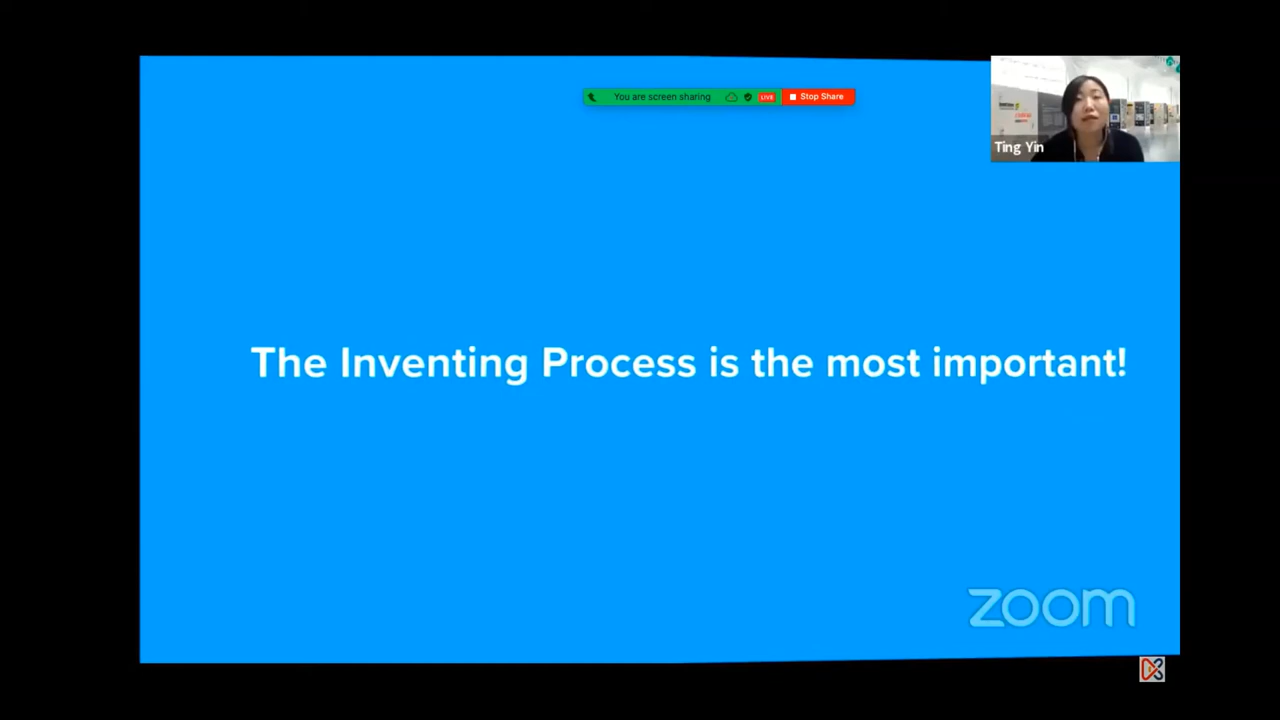 You are screen sharing
LIVE
Stop Share
Ting Yin
The Inventing Process is the most important!
zoom